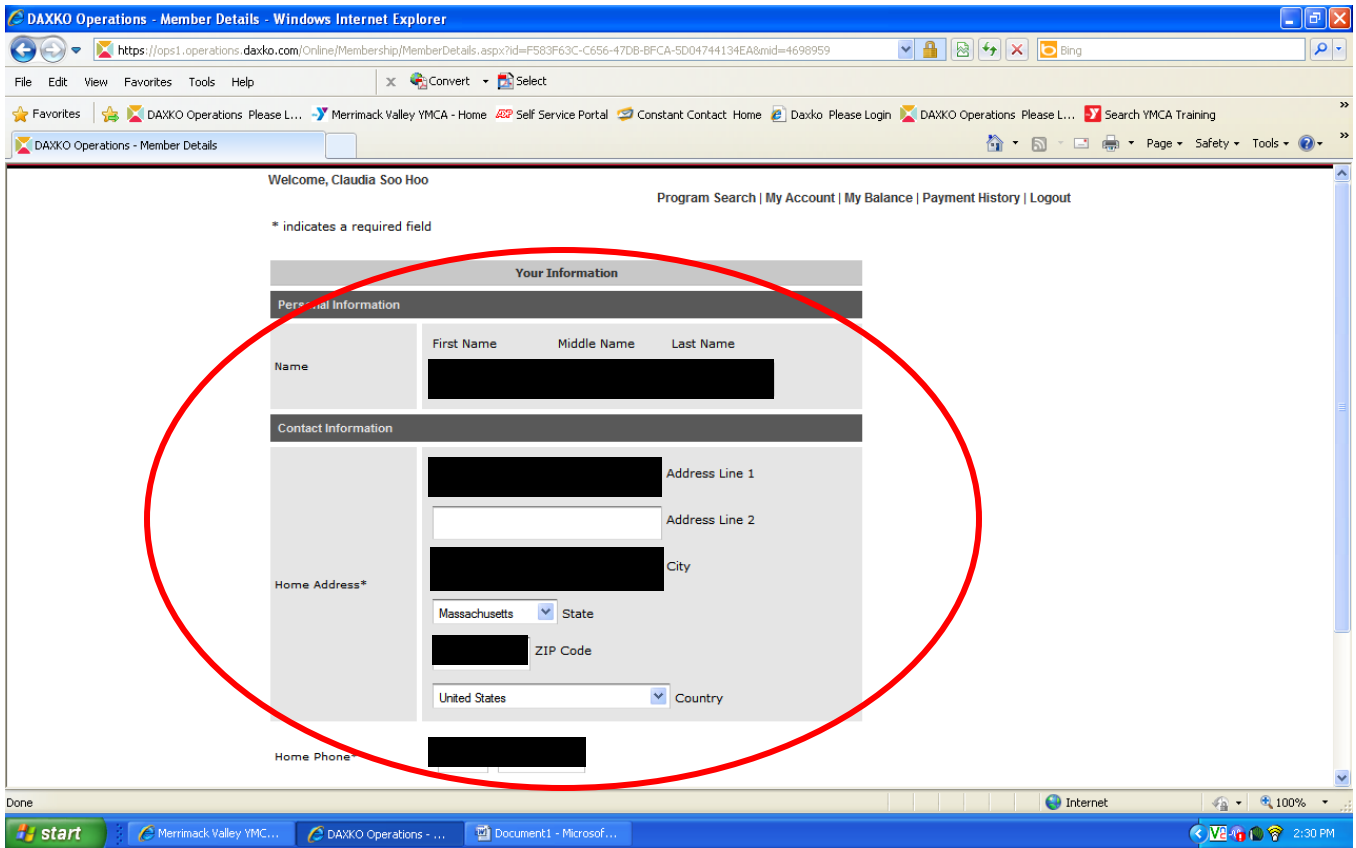 DAXKO Operations - Member Details - Windows Internet Explorer
https://ops1.operations.daxko.com/Online/Membership/MemberDetails.aspx?id=F583F63C-C656-47DB-BFCA-5D04744134EA&mid=4698959
Bing
File Edit View Favorites Tools Help
x Convert Select
Favorites DAXKO Operations Please L... Merrimack Valley YMCA - Home Self Service Portal Constant Contact Home Daxko Please Login DAXKO Operations Please L... Search YMCA Training
DAXKO Operations - Member Details
Page Safety Tools
Welcome, Claudia Soo Hoo
Program Search | My Account | My Balance | Payment History | Logout
* indicates a required field
Your Information
Personal Information
First Name Middle Name Last Name
Name
Contact Information
Address Line 1
Address Line 2
City
Home Address*
Massachusetts State
ZIP Code
United States Country
Home Phone*
Done Internet 100%
start Merrimack Valley YMC... DAXKO Operations - ... Document1 - Microsof... 2:30 PM